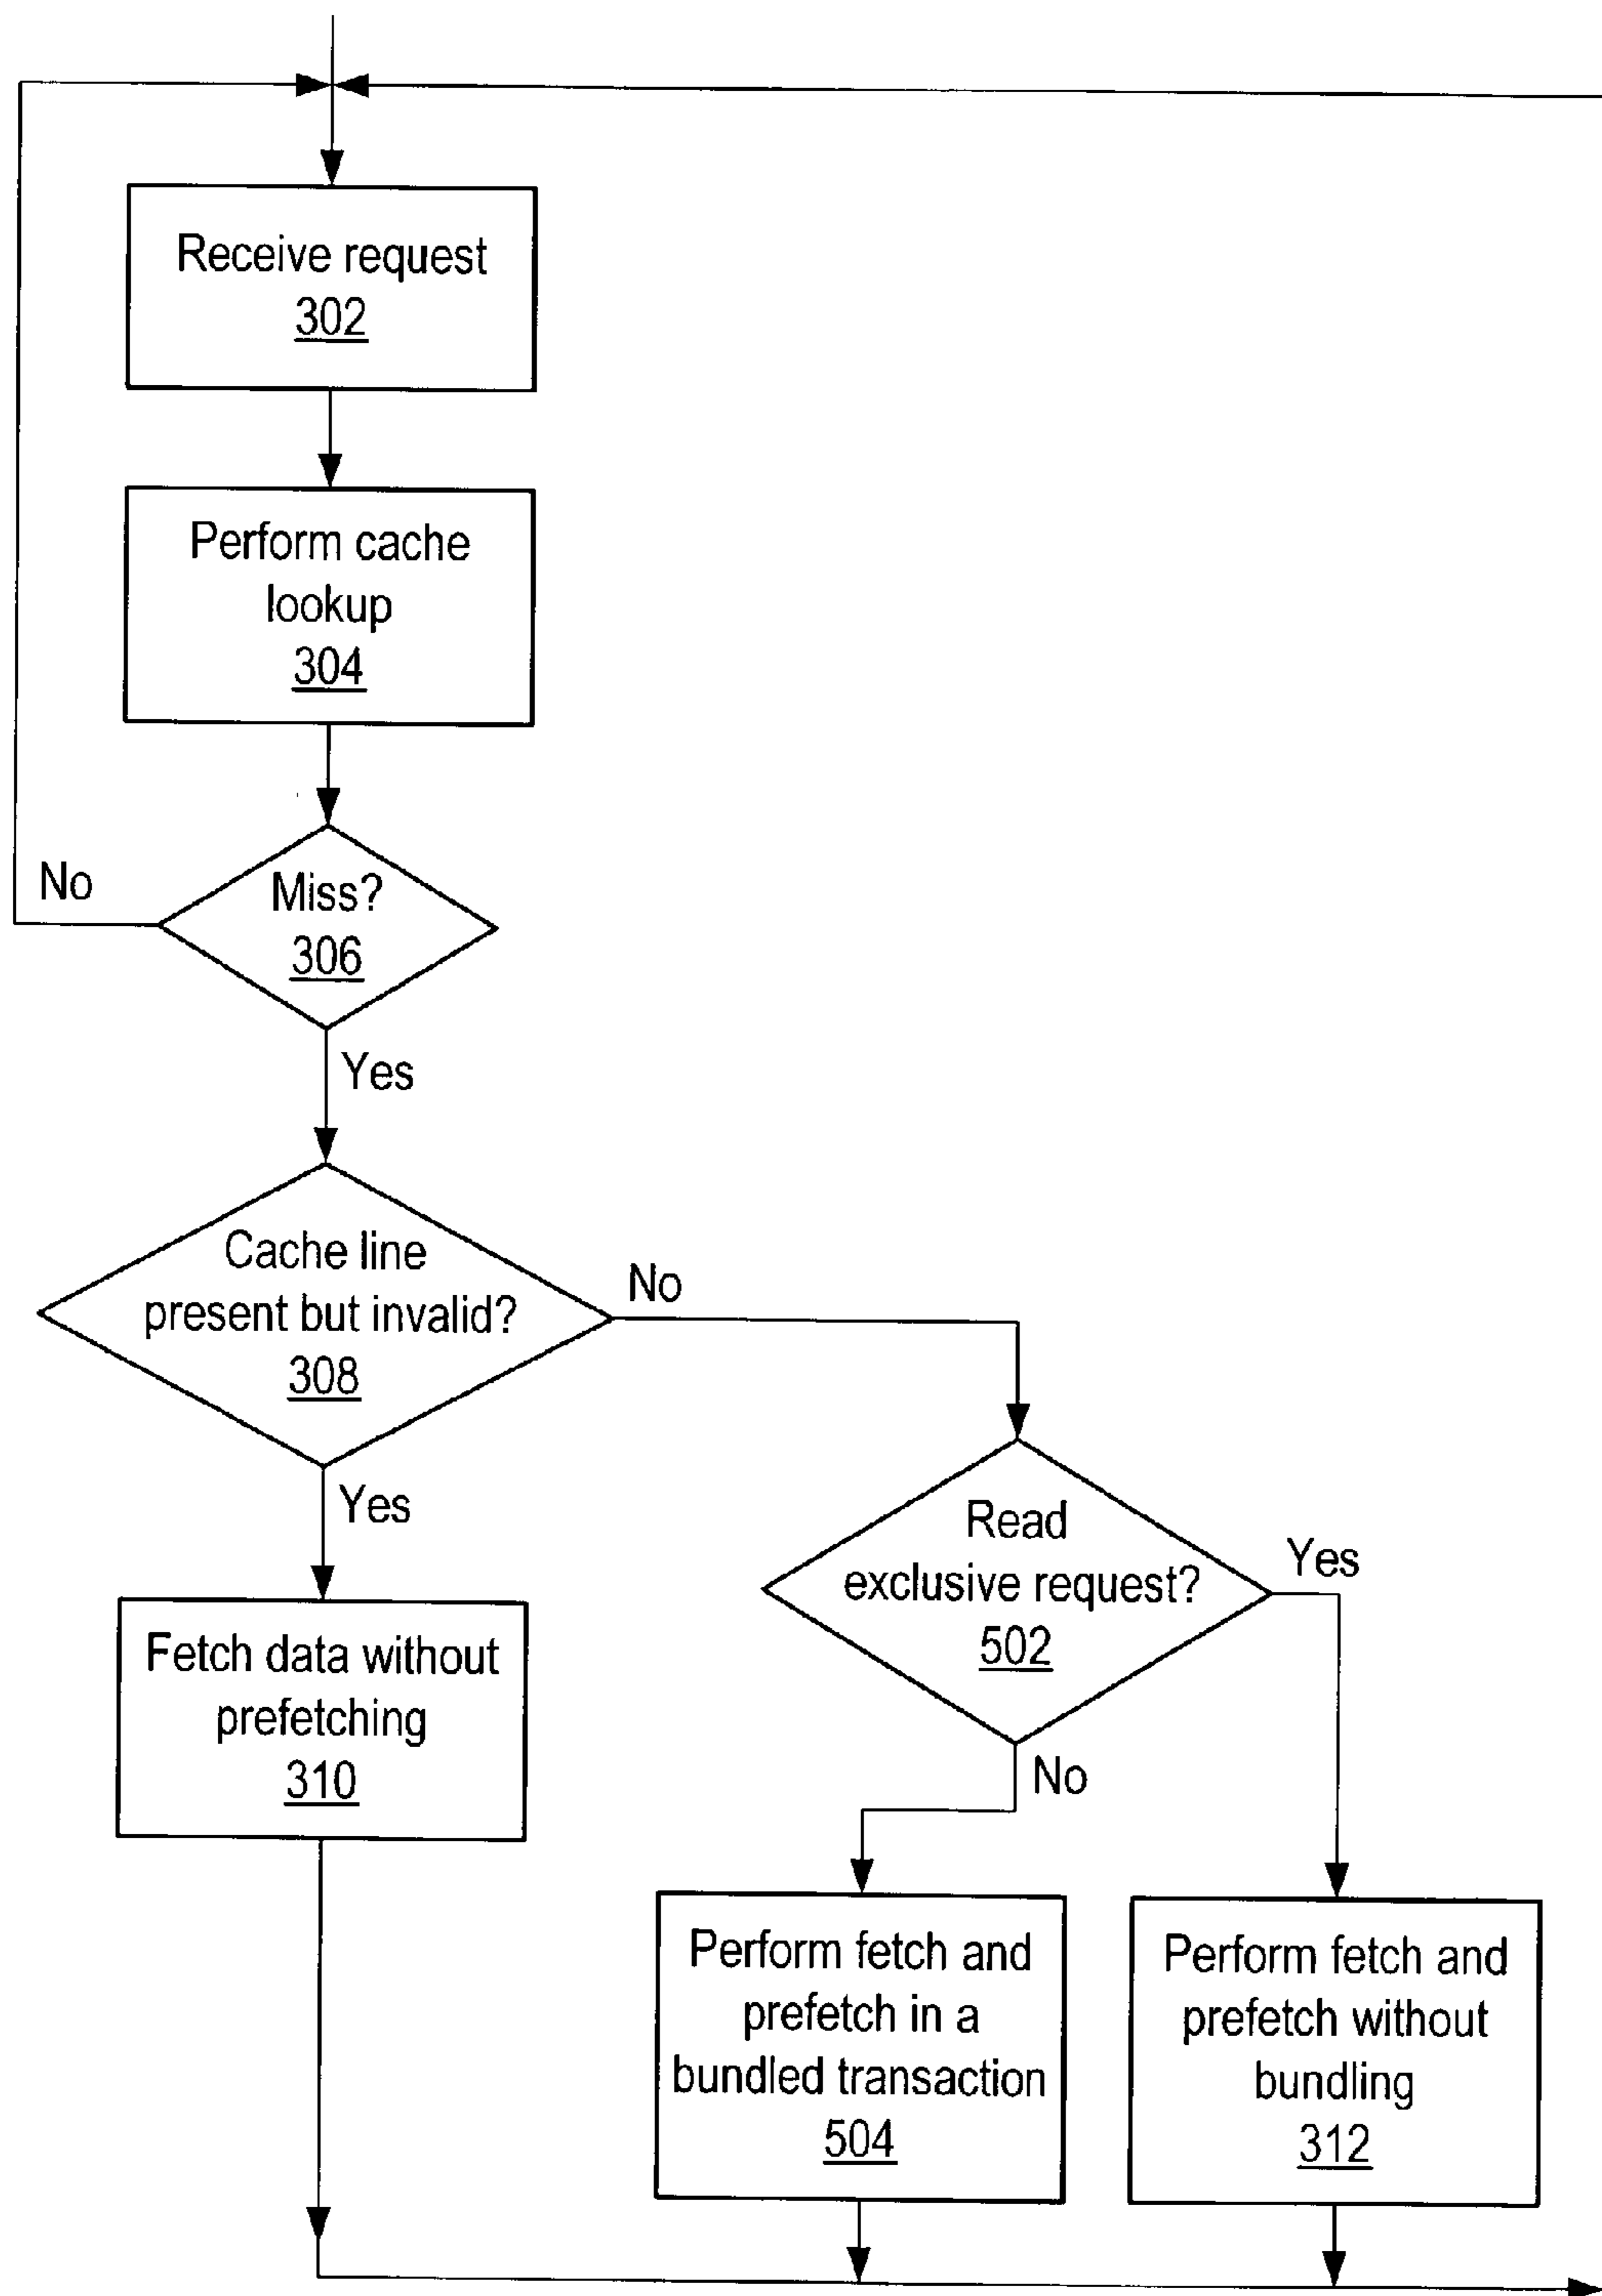 Receive request
302
Perform cache
lookup
304
No
Miss?
306
Yes
Cache line
present but invalid?
308
No
Yes
Read
exclusive request?
502
Yes
No
Fetch data without
prefetching
310
Perform fetch and
prefetch in a
bundled transaction
504
Perform fetch and
prefetch without
bundling
312